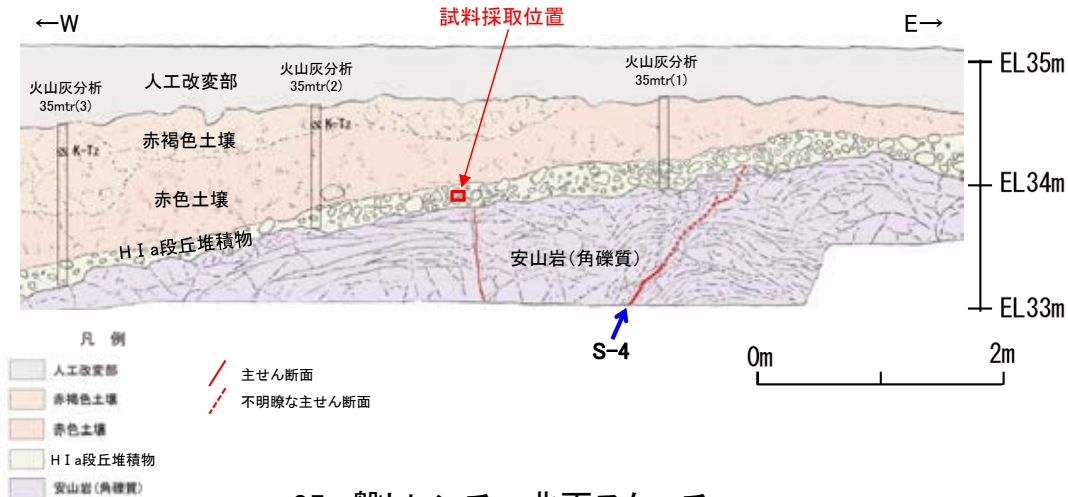 ←W
試料採取位置
E→
火山灰分析
35mtr(3)
人工改変部
火山灰分析
35mtr(2)
火山灰分析
35mtr(1)
EL35m
K-Tz
赤褐色土壌
K-Tz
赤色土壌
EL34m
HⅠa段丘堆積物
安山岩(角礫質)
EL33m
S-4
凡 例
人工改変部
赤褐色土壌
赤色土壌
HⅠa段丘堆積物
安山岩(角礫質)
主せん断面
不明瞭な主せん断面
0m
2m